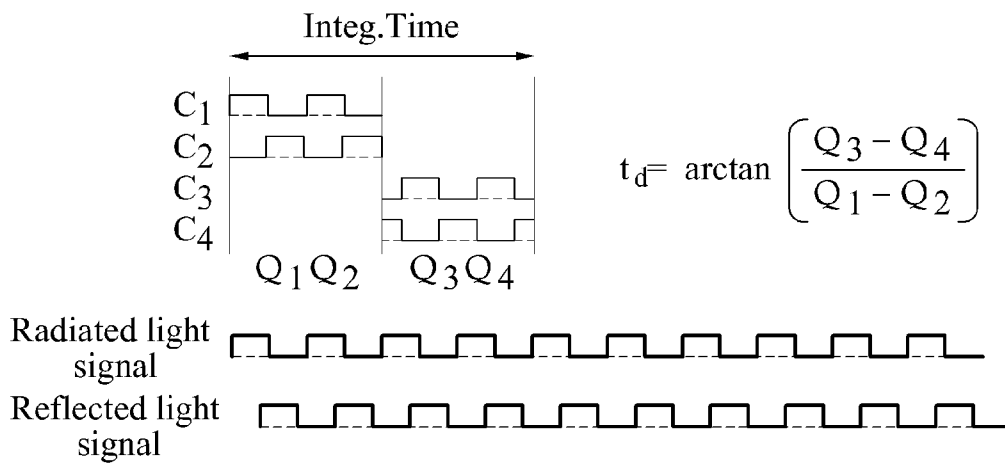 Integ.Time
C1
C2
C3
C4
Q1 Q2 Q3 Q4
td= arctan (Q3 − Q4 / Q1 − Q2)
Radiated light
signal
Reflected light
signal